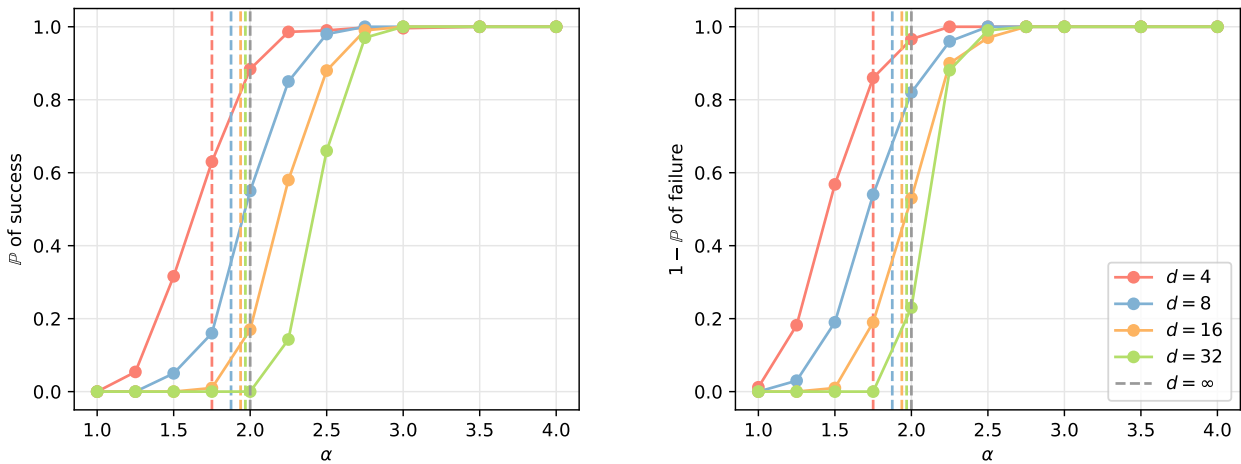 ℙ of success
1.0
0.8
0.6
0.4
0.2
0.0
1.0 1.5 2.0 2.5 3.0 3.5 4.0
α
1 − ℙ of failure
1.0
0.8
0.6
0.4
0.2
0.0
d = 4
d = 8
d = 16
d = 32
d = ∞
1.0 1.5 2.0 2.5 3.0 3.5 4.0
α